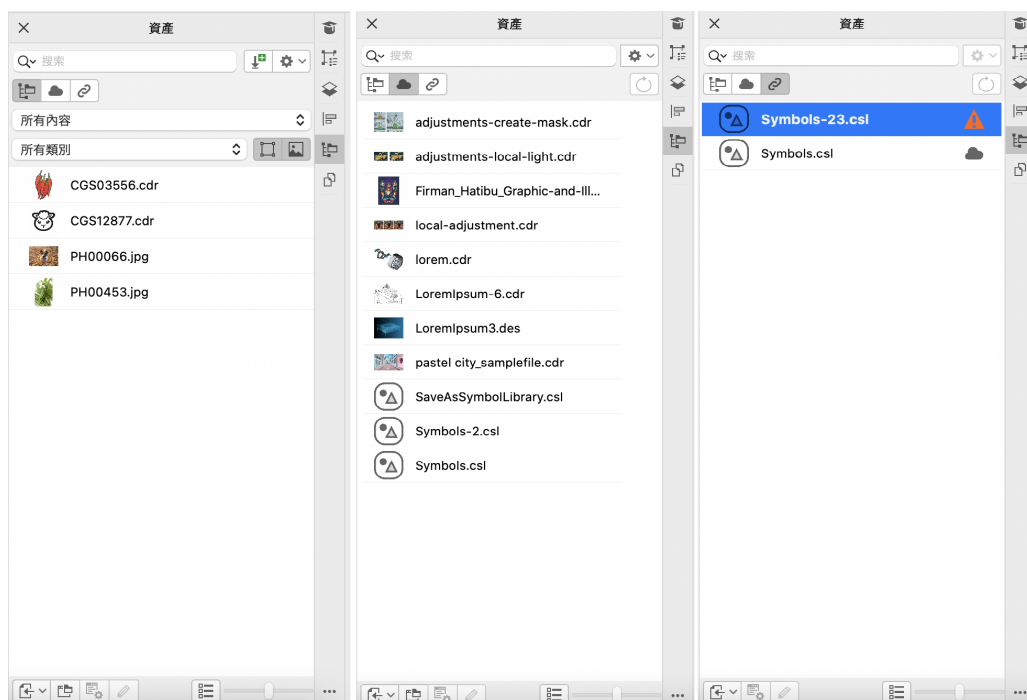 資產
搜索
所有內容
所有類別
CGS03556.cdr
CGS12877.cdr
PH00066.jpg
PH00453.jpg
資產
搜索
adjustments-create-mask.cdr
adjustments-local-light.cdr
Firman_Hatibu_Graphic-and-Ill...
local-adjustment.cdr
lorem.cdr
LoremIpsum-6.cdr
LoremIpsum3.des
pastel city_samplefile.cdr
SaveAsSymbolLibrary.csl
Symbols-2.csl
Symbols.csl
資產
搜索
Symbols-23.csl
Symbols.csl